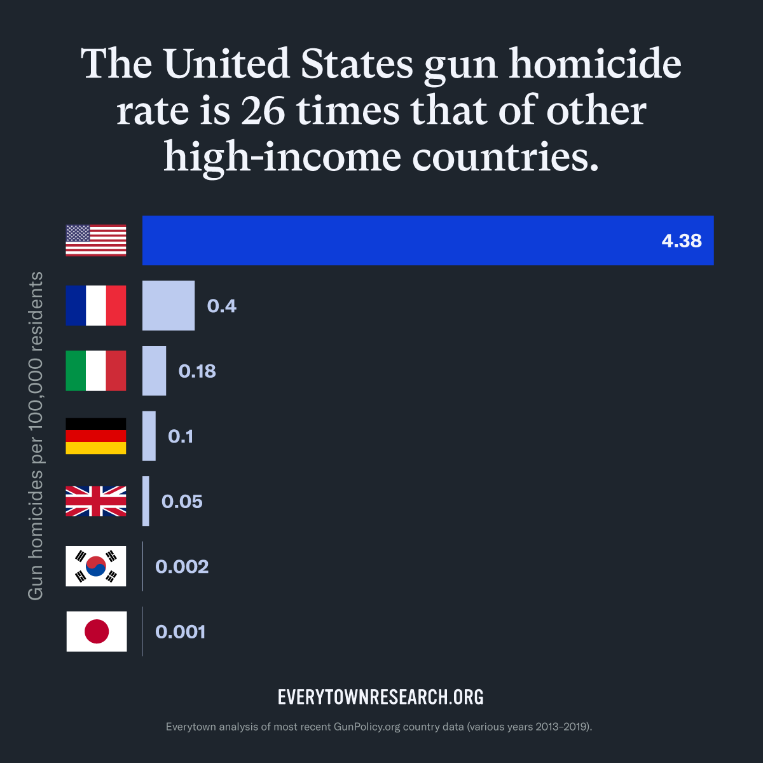 The United States gun homicide
rate is 26 times that of other
high-income countries.
Gun homicides per 100,000 residents
4.38
0.4
0.18
0.1
0.05
0.002
0.001
EVERYTOWNRESEARCH.ORG
Everytown analysis of most recent GunPolicy.org country data (various years 2013–2019).